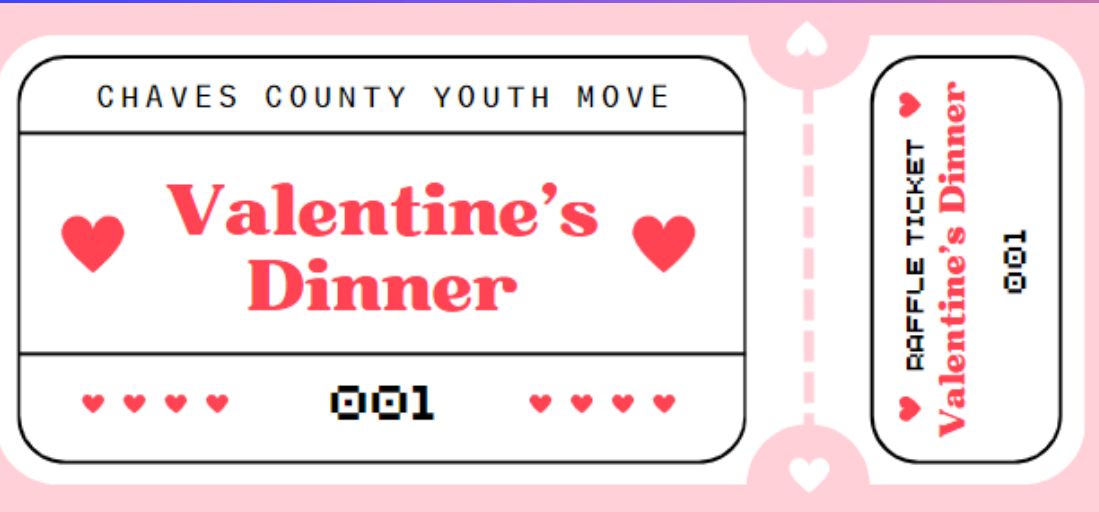 CHAVES COUNTY YOUTH MOVE
Valentine's
Dinner
001
RAFFLE TICKET
Valentine's Dinner
001